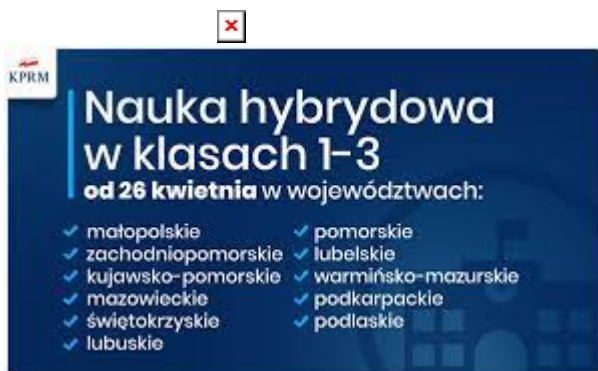 KPRM
Nauka hybrydowa
w klasach 1-3
od 26 kwietnia w województwach:
małopolskie
zachodniopomorskie
kujawsko-pomorskie
mazowieckie
świętokrzyskie
lubuskie
pomorskie
lubelskie
warmińsko-mazurskie
podkarpackie
podlaskie